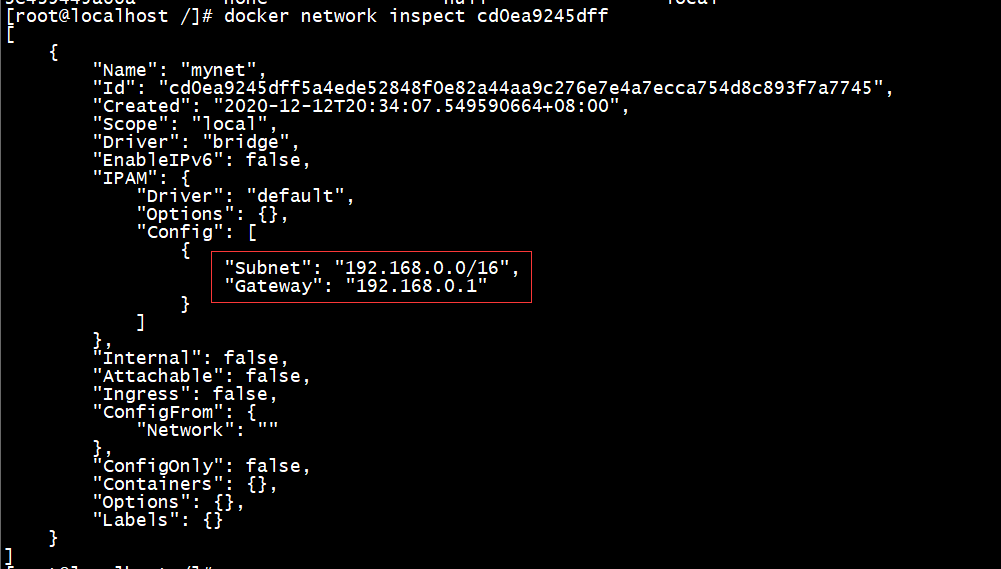 [root@localhost /]# docker network inspect cd0ea9245dff
[
    {
        "Name": "mynet",
        "Id": "cd0ea9245dff5a4ede52848f0e82a44aa9c276e7e4a7ecca754d8c893f7a7745",
        "Created": "2020-12-12T20:34:07.549590664+08:00",
        "Scope": "local",
        "Driver": "bridge",
        "EnableIPv6": false,
        "IPAM": {
            "Driver": "default",
            "Options": {},
            "Config": [
                {
                    "Subnet": "192.168.0.0/16",
                    "Gateway": "192.168.0.1"
                }
            ]
        },
        "Internal": false,
        "Attachable": false,
        "Ingress": false,
        "ConfigFrom": {
            "Network": ""
        },
        "ConfigOnly": false,
        "Containers": {},
        "Options": {},
        "Labels": {}
    }
]